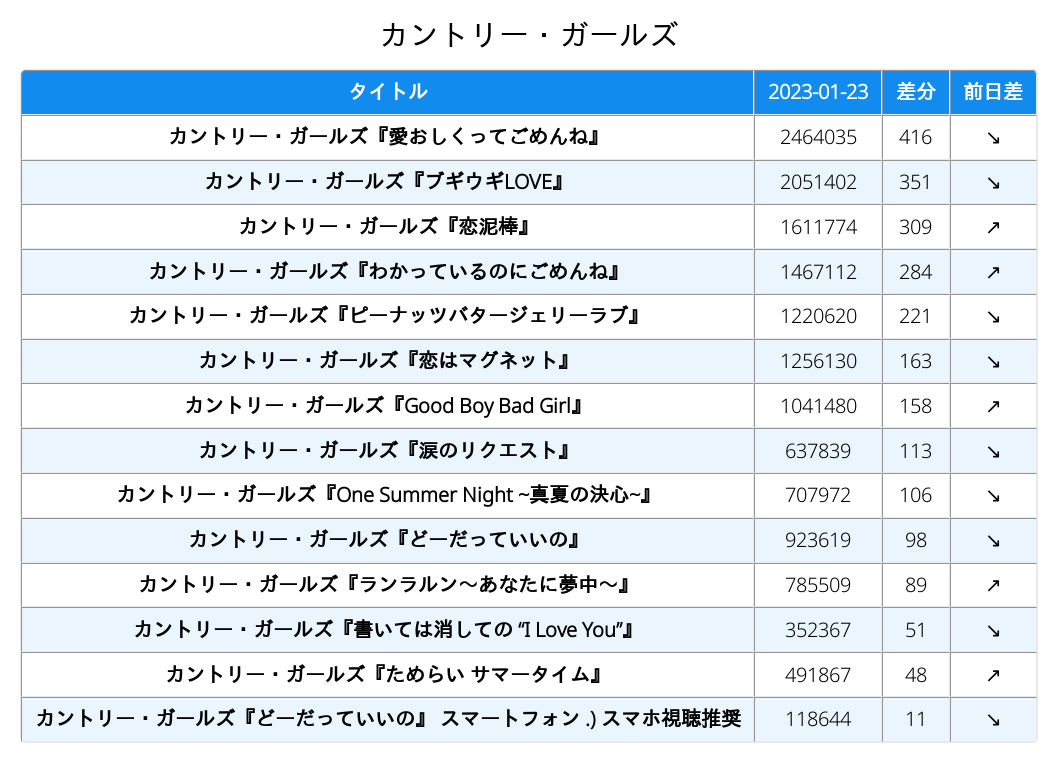 カントリー・ガールズ
タイトル 2023-01-23 差分 前日差
カントリー・ガールズ『愛おしくってごめんね』 2464035 416 ↘
カントリー・ガールズ『ブギウギLOVE』 2051402 351 ↘
カントリー・ガールズ『恋泥棒』 1611774 309 ↗
カントリー・ガールズ『わかっているのにごめんね』 1467112 284 ↗
カントリー・ガールズ『ピーナッツバタージェリーラブ』 1220620 221 ↘
カントリー・ガールズ『恋はマグネット』 1256130 163 ↘
カントリー・ガールズ『Good Boy Bad Girl』 1041480 158 ↗
カントリー・ガールズ『涙のリクエスト』 637839 113 ↘
カントリー・ガールズ『One Summer Night ~真夏の決心~』 707972 106 ↘
カントリー・ガールズ『どーだっていいの』 923619 98 ↘
カントリー・ガールズ『ランラルン〜あなたに夢中〜』 785509 89 ↗
カントリー・ガールズ『書いては消しての “I Love You”』 352367 51 ↘
カントリー・ガールズ『ためらい サマータイム』 491867 48 ↗
カントリー・ガールズ『どーだっていいの』 スマートフォン .) スマホ視聴推奨 118644 11 ↘